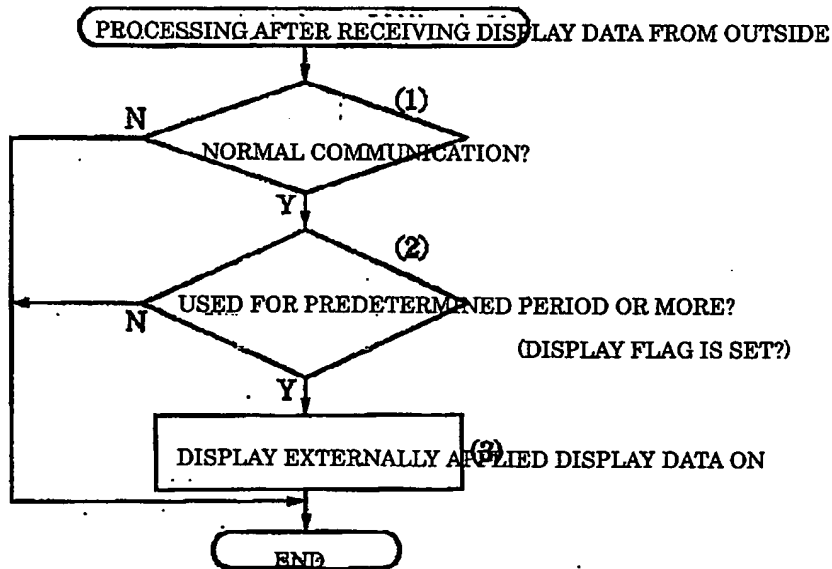 PROCESSING AFTER RECEIVING DISPLAY DATA FROM OUTSIDE
(1)
N
NORMAL COMMUNICATION?
Y
(2)
USED FOR PREDETERMINED PERIOD OR MORE?
N
(DISPLAY FLAG IS SET?)
Y
(3)
DISPLAY EXTERNALLY APPLIED DISPLAY DATA ON
END